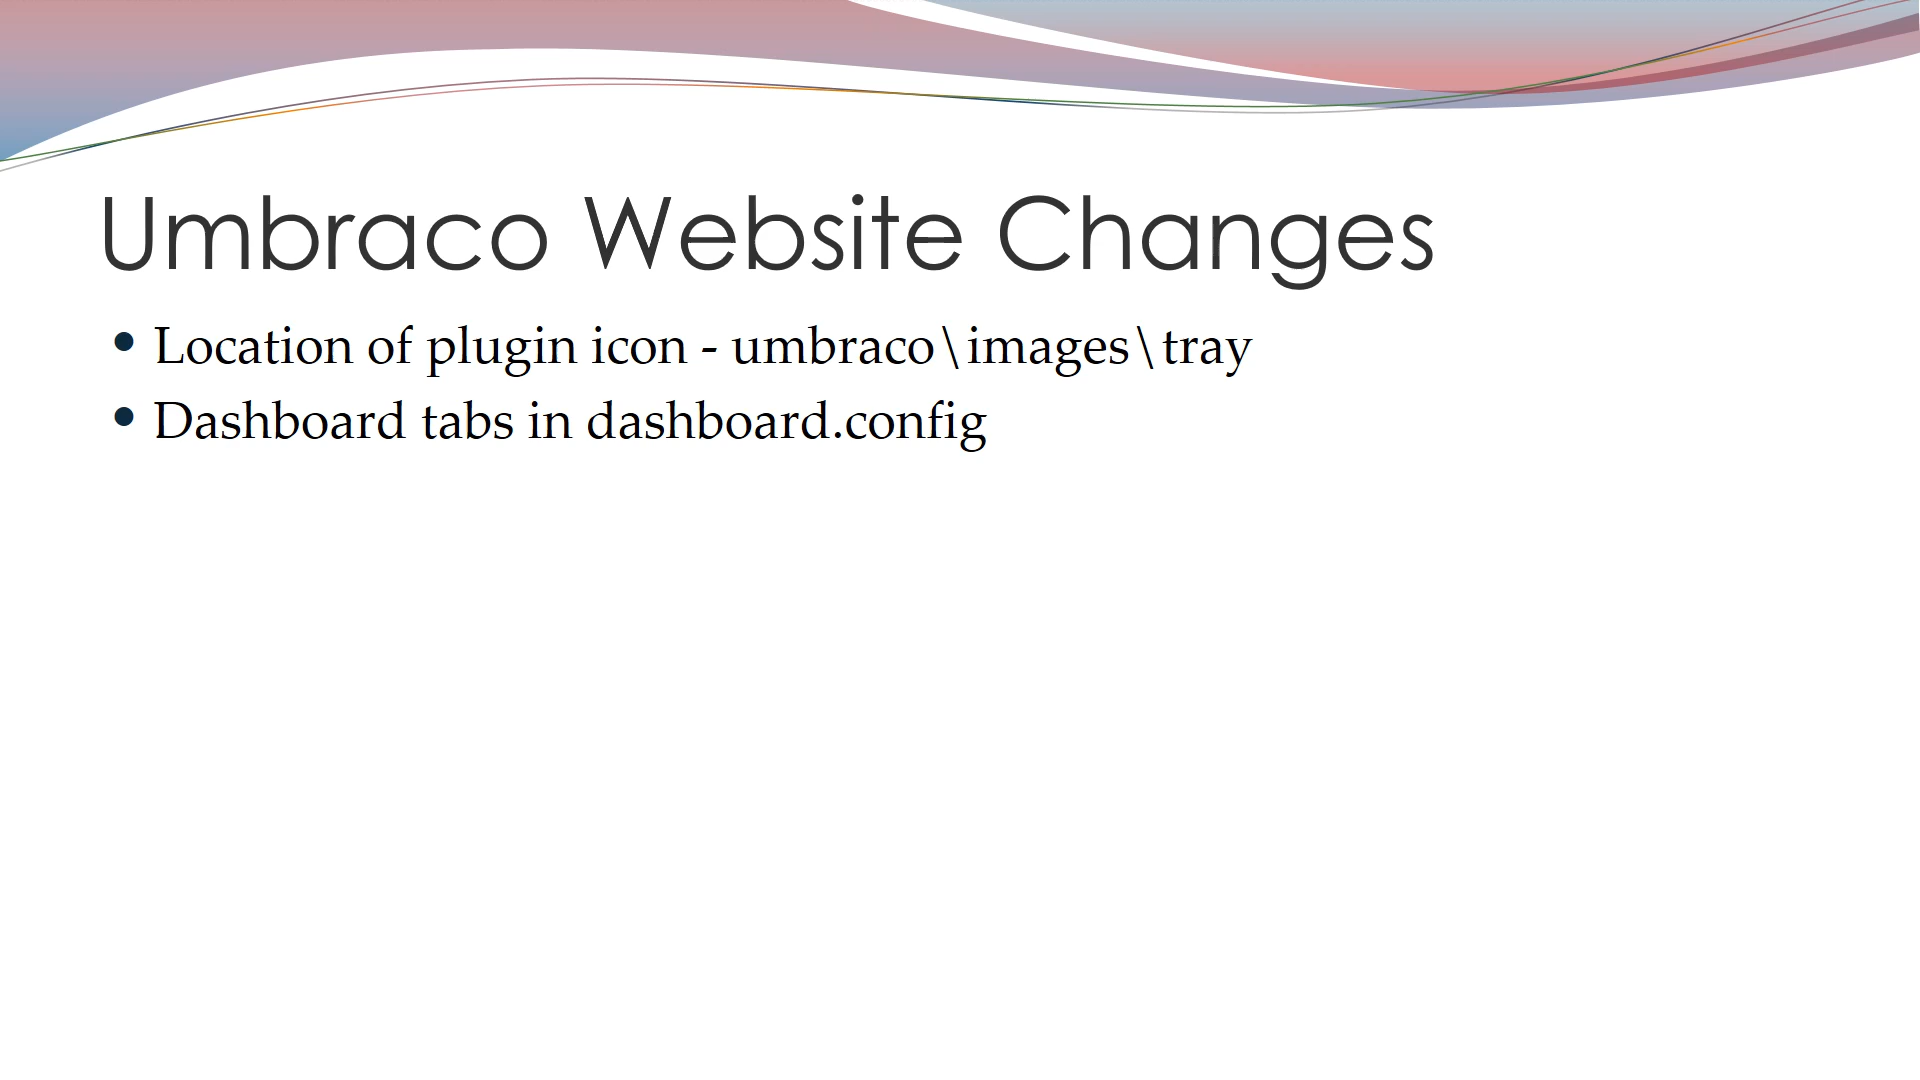 Umbraco Website Changes
• Location of plugin icon - umbraco\images\tray
• Dashboard tabs in dashboard.config